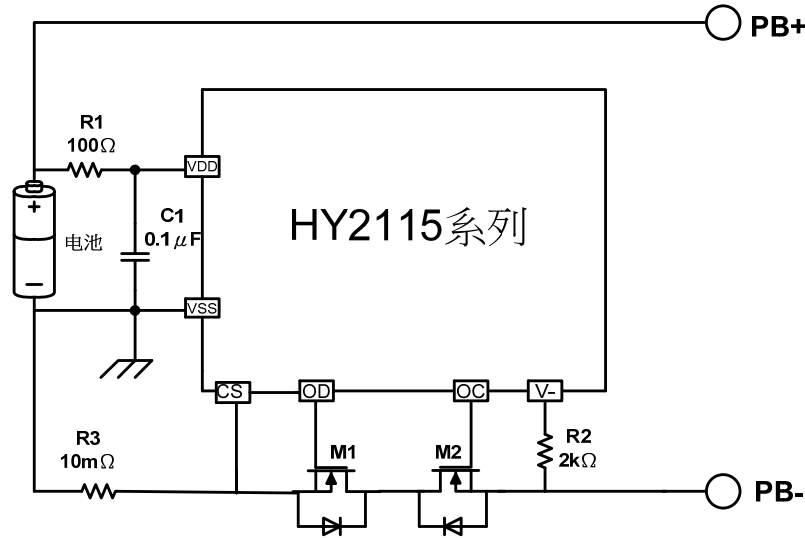 PB+
R1
100Ω
VDD
C1
0.1μF
+
电池
HY2115系列
−
VSS
CS
OD
OC
V-
R3
10mΩ
M1
M2
R2
2kΩ
PB-